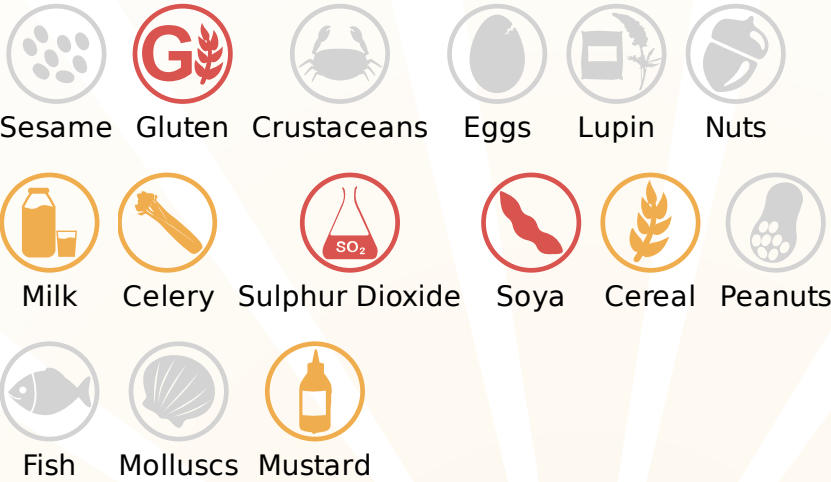 G
Sesame Gluten Crustaceans Eggs Lupin Nuts
SO₂
Milk Celery Sulphur Dioxide Soya Cereal Peanuts
Fish Molluscs Mustard